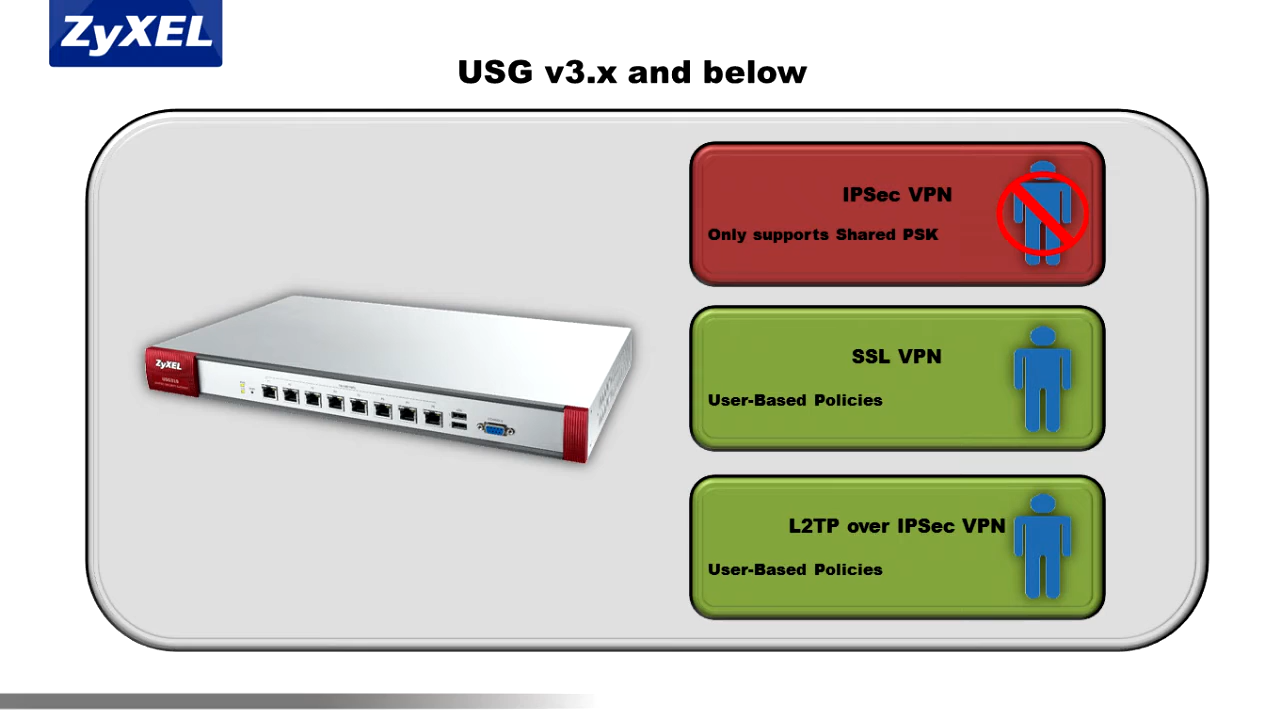 ZyXEL
USG v3.x and below
IPSec VPN
Only supports Shared PSK
SSL VPN
User-Based Policies
L2TP over IPSec VPN
User-Based Policies
ZyXEL